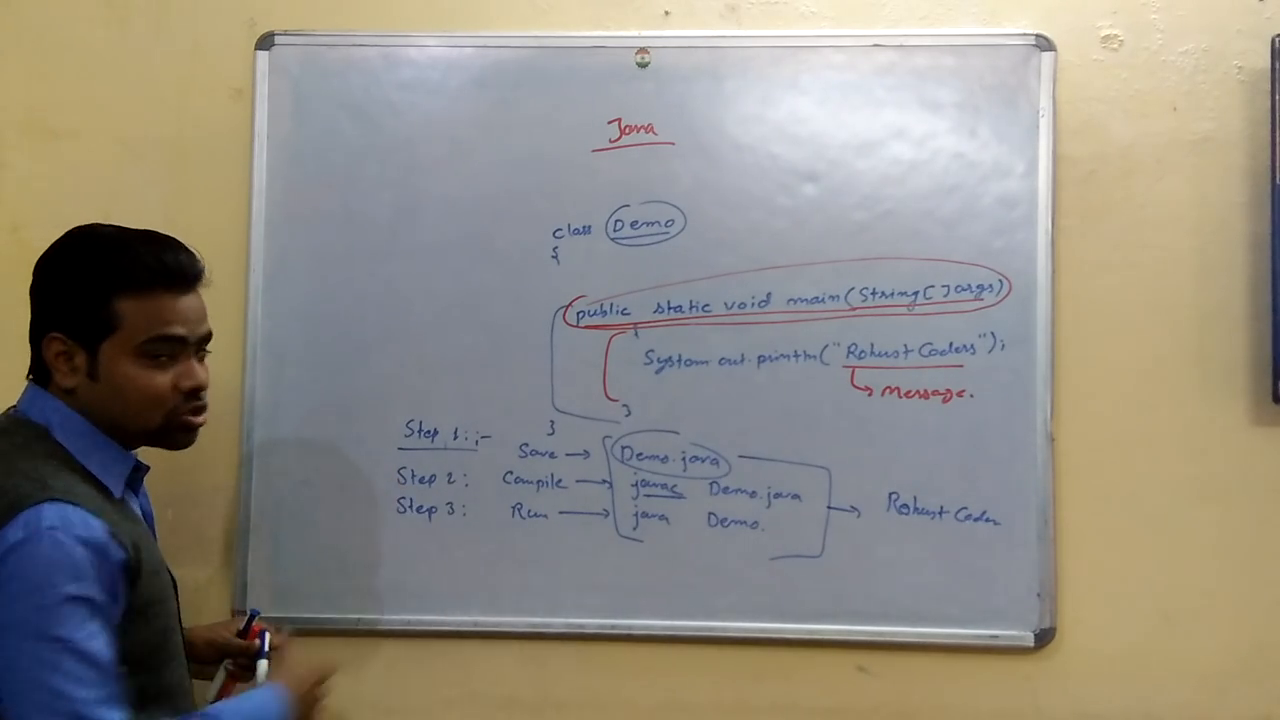 Java
class Demo
{
public static void main(String[]args)
{
System.out.println("Robust Coders");
→ Message.
}
}
Step 1:;- Save → Demo.java
Step 2: Compile → javac Demo.java
Step 3: Run → java Demo.
→ Robust Coder